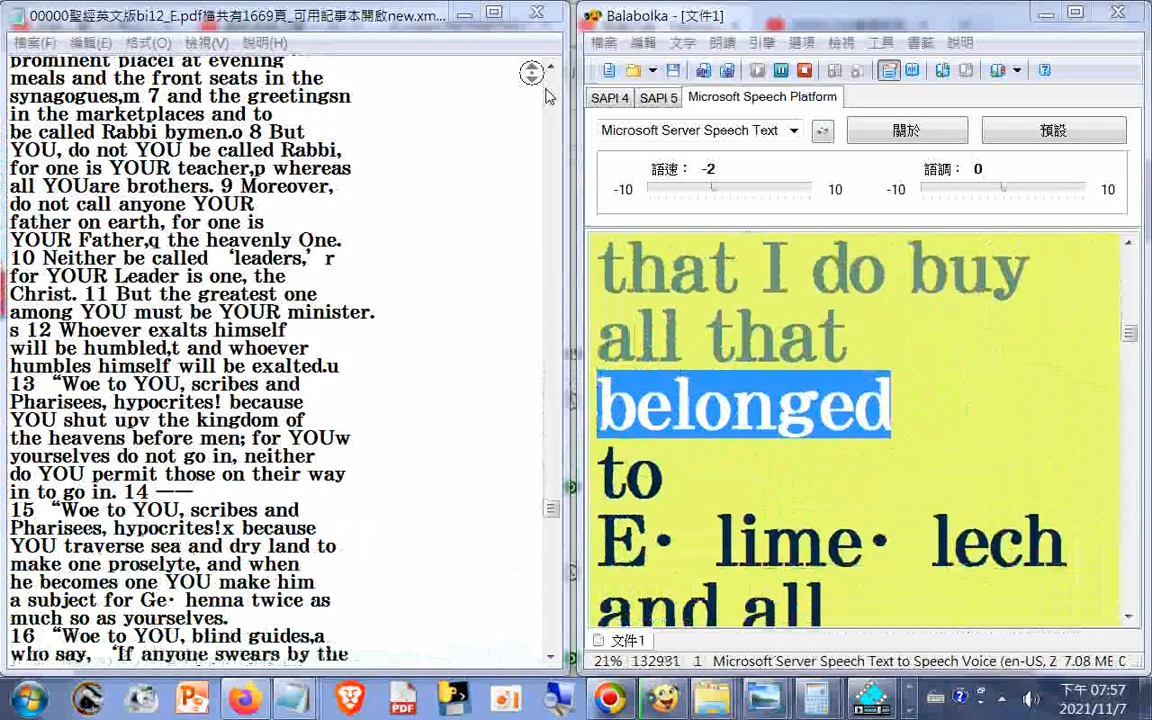 00000聖經英文版bi12_E.pdf檔共有1669頁_可用記事本開啟new.xm...
檔案(F) 編輯(E) 格式(O) 檢視(V) 說明(H)
prominent placel at evening
meals and the front seats in the
synagogues,m 7 and the greetingsn
in the marketplaces and to
be called Rabbi bymen.o 8 But
YOU, do not YOU be called Rabbi,
for one is YOUR teacher,p whereas
all YOUare brothers. 9 Moreover,
do not call anyone YOUR
father on earth, for one is
YOUR Father,q the heavenly One.
10 Neither be called ‘leaders,’ r
for YOUR Leader is one, the
Christ. 11 But the greatest one
among YOU must be YOUR minister.
s 12 Whoever exalts himself
will be humbled,t and whoever
humbles himself will be exalted.u
13 “Woe to YOU, scribes and
Pharisees, hypocrites! because
YOU shut upv the kingdom of
the heavens before men; for YOUw
yourselves do not go in, neither
do YOU permit those on their way
in to go in. 14 ——
15 “Woe to YOU, scribes and
Pharisees, hypocrites!x because
YOU traverse sea and dry land to
make one proselyte, and when
he becomes one YOU make him
a subject for Ge· henna twice as
much so as yourselves.
16 “Woe to YOU, blind guides,a
who say, ‘If anyone swears by the
Balabolka - [文件1]
檔案 編輯 文字 朗讀 引擎 選項 檢視 工具 書籤 說明
SAPI 4 SAPI 5 Microsoft Speech Platform
Microsoft Server Speech Text 關於 預設
語速: -2 語調: 0
-10 10 -10 10
that I do buy
all that
belonged
to
E· lime· lech
and all
文件1
21% 132931 1 Microsoft Server Speech Text to Speech Voice (en-US, Z 7.08 ME
PDF
下午 07:57
2021/11/7